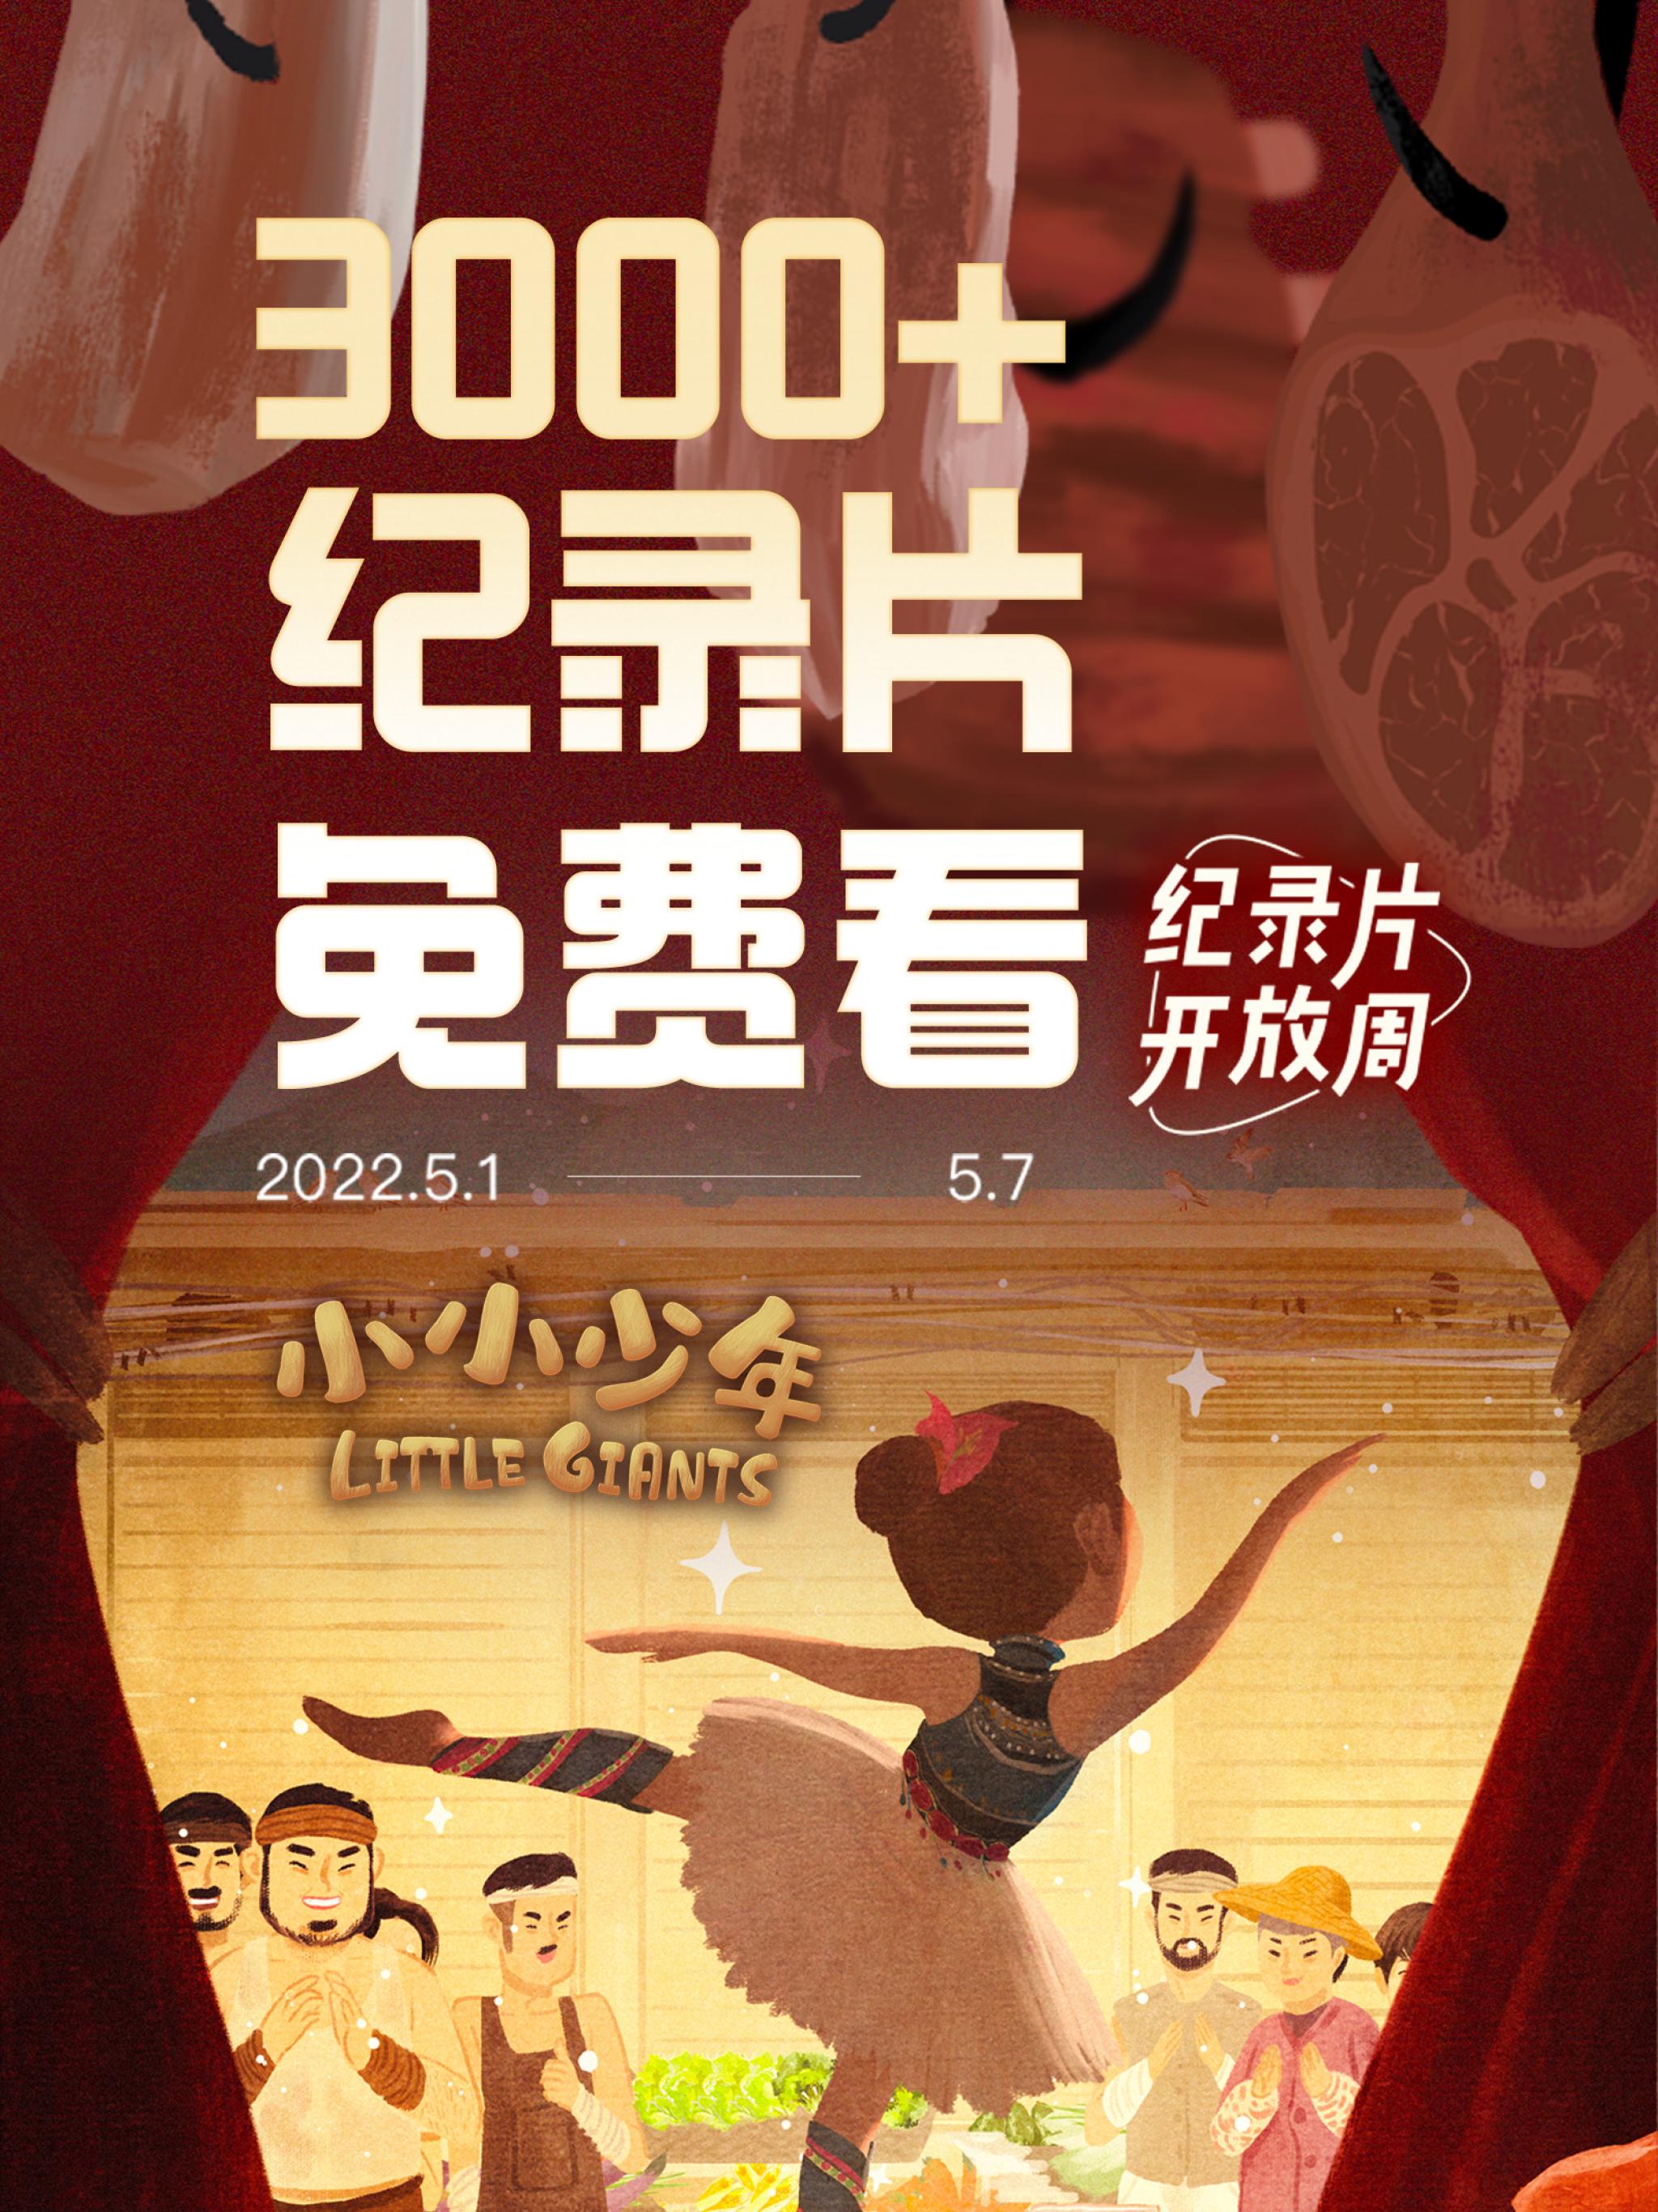 3000+
纪录片
免费看
纪录片
开放周
2022.5.1 —— 5.7
小小少年
LITTLE GIANTS